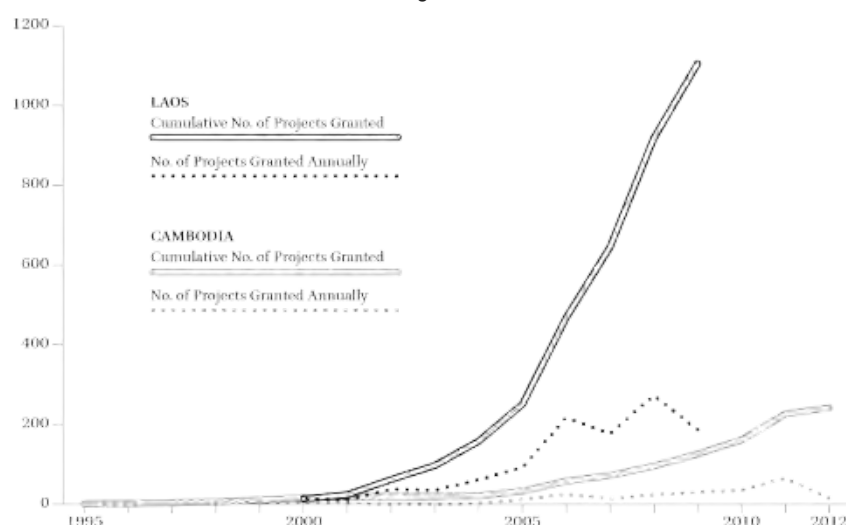 1200
1000
800
600
400
200
0
LAOS
Cumulative No. of Projects Granted
No. of Projects Granted Annually
CAMBODIA
Cumulative No. of Projects Granted
No. of Projects Granted Annually
1995 2000 2005 2010 2012